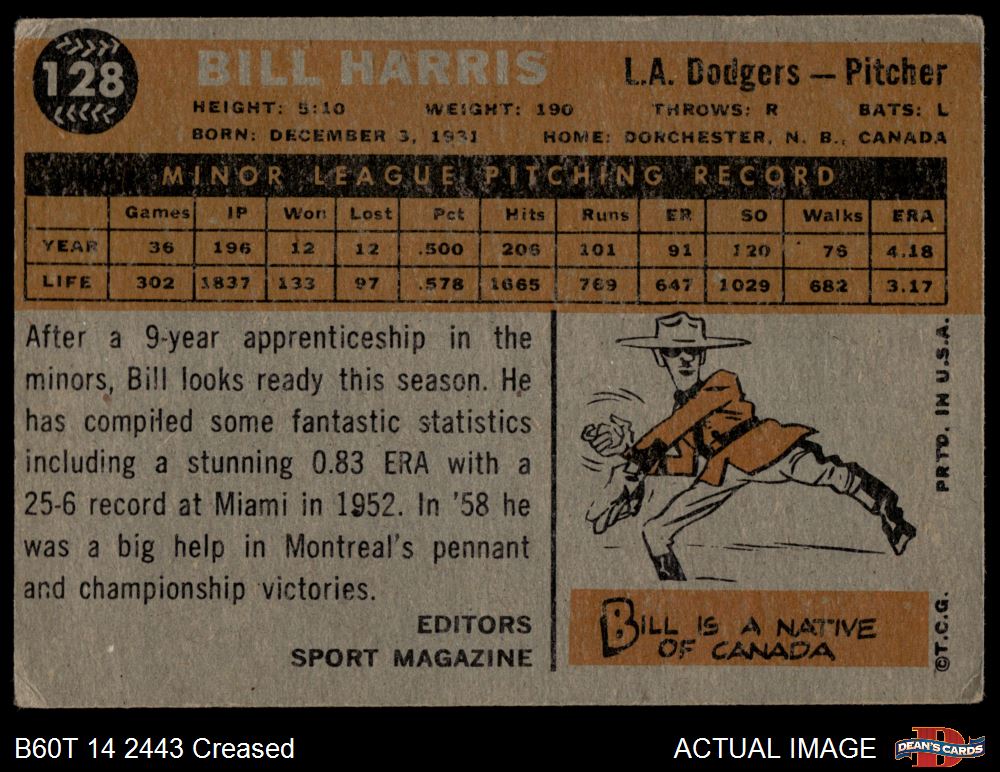 128
BILL HARRIS
L.A. Dodgers — Pitcher
HEIGHT: 5:10 WEIGHT: 190 THROWS: R BATS: L
BORN: DECEMBER 3, 1931 HOME: DORCHESTER, N. B., CANADA
MINOR LEAGUE PITCHING RECORD
Games IP Won Lost Pct Hits Runs ER SO Walks ERA
YEAR 36 196 12 12 .500 206 101 91 120 76 4.18
LIFE 302 1837 133 97 .578 1665 769 647 1029 682 3.17
After a 9-year apprenticeship in the
minors, Bill looks ready this season. He
has compiled some fantastic statistics
including a stunning 0.83 ERA with a
25-6 record at Miami in 1952. In '58 he
was a big help in Montreal's pennant
and championship victories.
EDITORS
SPORT MAGAZINE
BILL IS A NATIVE
OF CANADA
PRT'D. IN U.S.A.
©T.C.G.
B60T 14 2443 Creased
ACTUAL IMAGE
DEAN'S CARDS